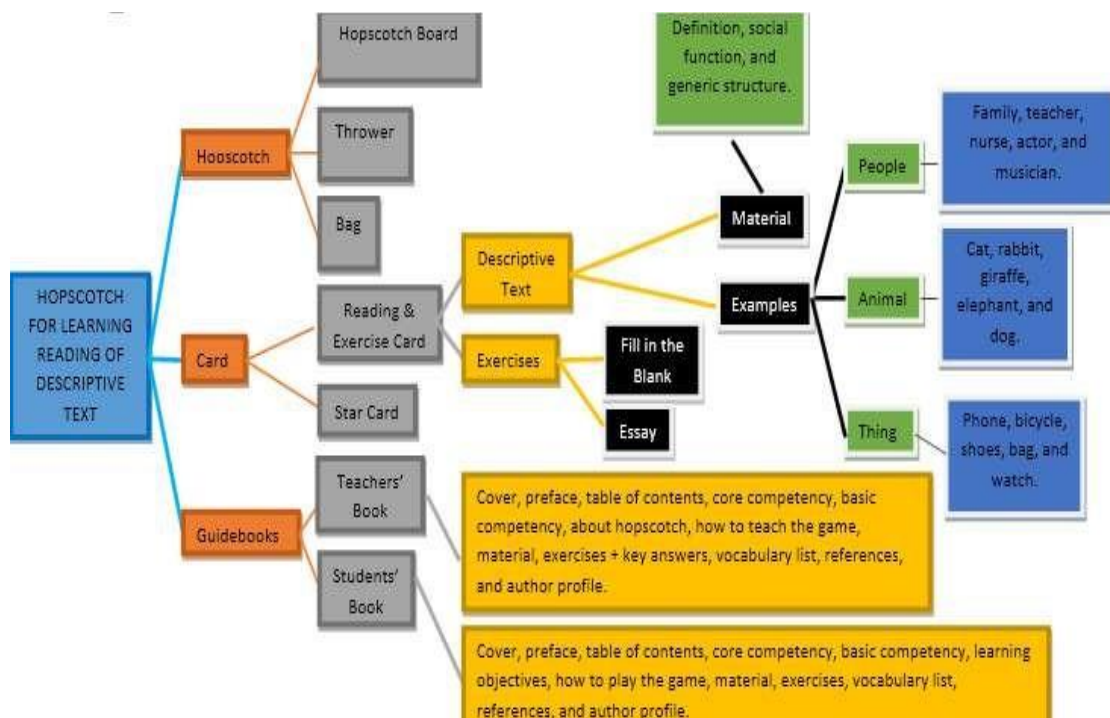 HOPSCOTCH
FOR LEARNING
READING OF
DESCRIPTIVE
TEXT
Hooscotch
Hopscotch Board
Thrower
Bag
Card
Reading &
Exercise Card
Star Card
Descriptive
Text
Exercises
Material
Examples
Definition, social
function, and
generic structure.
People
Family, teacher,
nurse, actor, and
musician.
Animal
Cat, rabbit,
giraffe,
elephant, and
dog.
Thing
Phone, bicycle,
shoes, bag, and
watch.
Fill in the
Blank
Essay
Guidebooks
Teachers’
Book
Cover, preface, table of contents, core competency, basic
competency, about hopscotch, how to teach the game,
material, exercises + key answers, vocabulary list, references,
and author profile.
Students’
Book
Cover, preface, table of contents, core competency, basic competency, learning
objectives, how to play the game, material, exercises, vocabulary list,
references, and author profile.